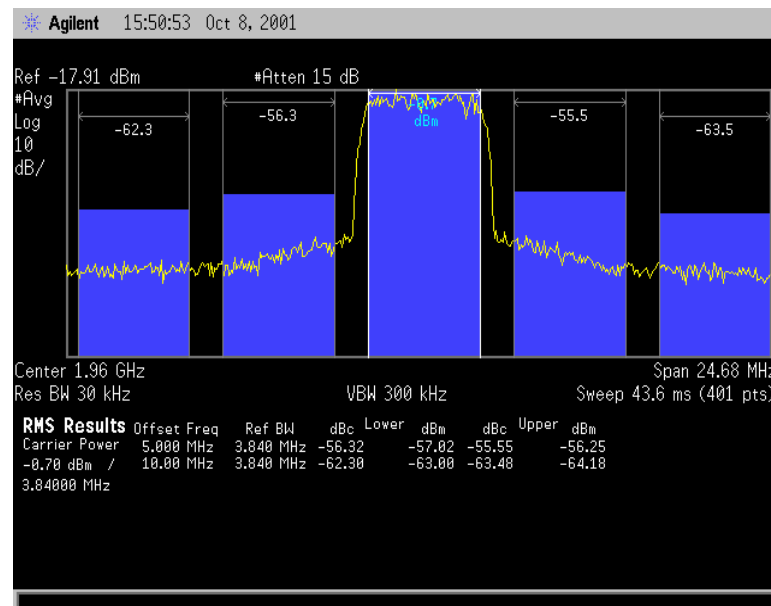 Agilent 15:50:53 Oct 8, 2001
Ref -17.91 dBm #Atten 15 dB
#Avg
Log
10
dB/
-62.3 -56.3 dBm -55.5 -63.5
Center 1.96 GHz Span 24.68 MHz
Res BW 30 kHz VBW 300 kHz Sweep 43.6 ms (401 pts)
RMS Results Offset Freq Ref BW dBc Lower dBm dBc Upper dBm
Carrier Power 5.000 MHz 3.840 MHz -56.32 -57.02 -55.55 -56.25
-0.70 dBm / 10.00 MHz 3.840 MHz -62.30 -63.00 -63.48 -64.18
3.84000 MHz